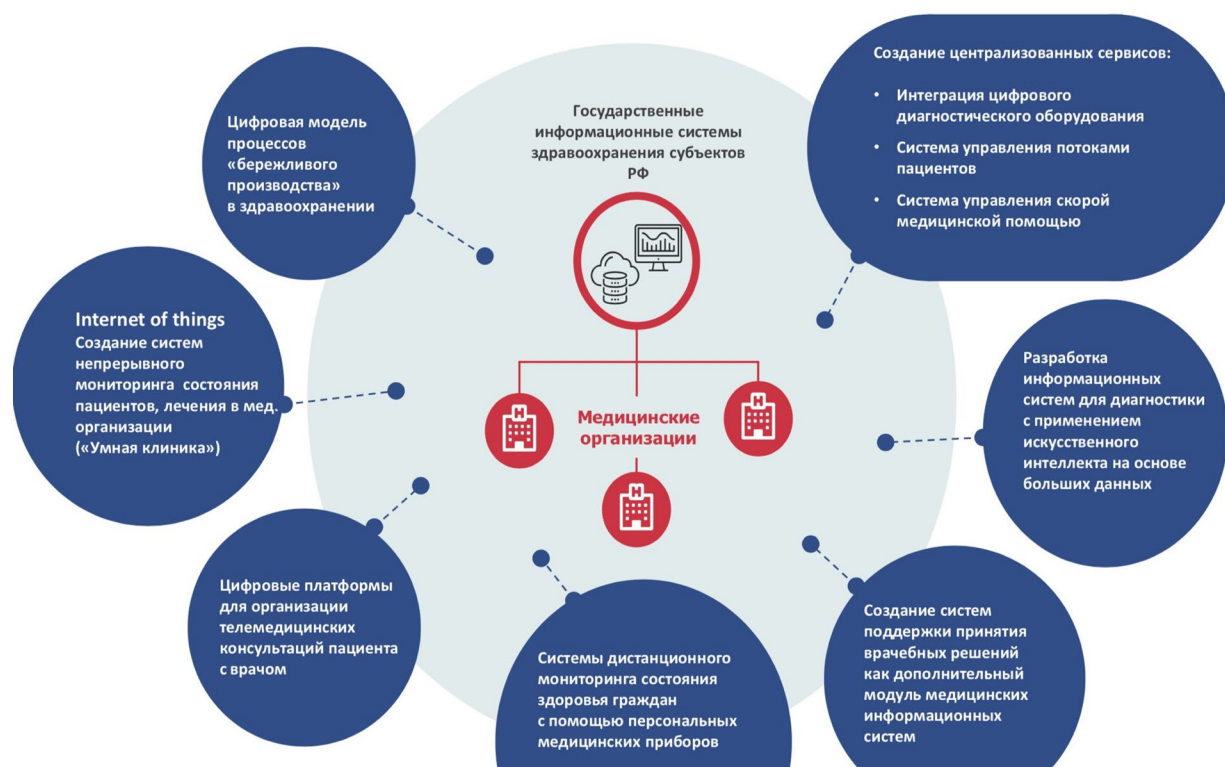 Государственные
информационные системы
здравоохранения субъектов
РФ
Медицинские
организации
Цифровая модель
процессов
«бережливого
производства»
в здравоохранении
Internet of things
Создание систем
непрерывного
мониторинга состояния
пациентов, лечения в мед.
организации
(«Умная клиника»)
Цифровые платформы
для организации
телемедицинских
консультаций пациента
с врачом
Системы дистанционного
мониторинга состояния
здоровья граждан
с помощью персональных
медицинских приборов
Создание систем
поддержки принятия
врачебных решений
как дополнительный
модуль медицинских
информационных
систем
Разработка
информационных
систем для диагностики
с применением
искусственного
интеллекта на основе
больших данных
Создание централизованных сервисов:
• Интеграция цифрового
диагностического оборудования
• Система управления потоками
пациентов
• Система управления скорой
медицинской помощью
H
H
H